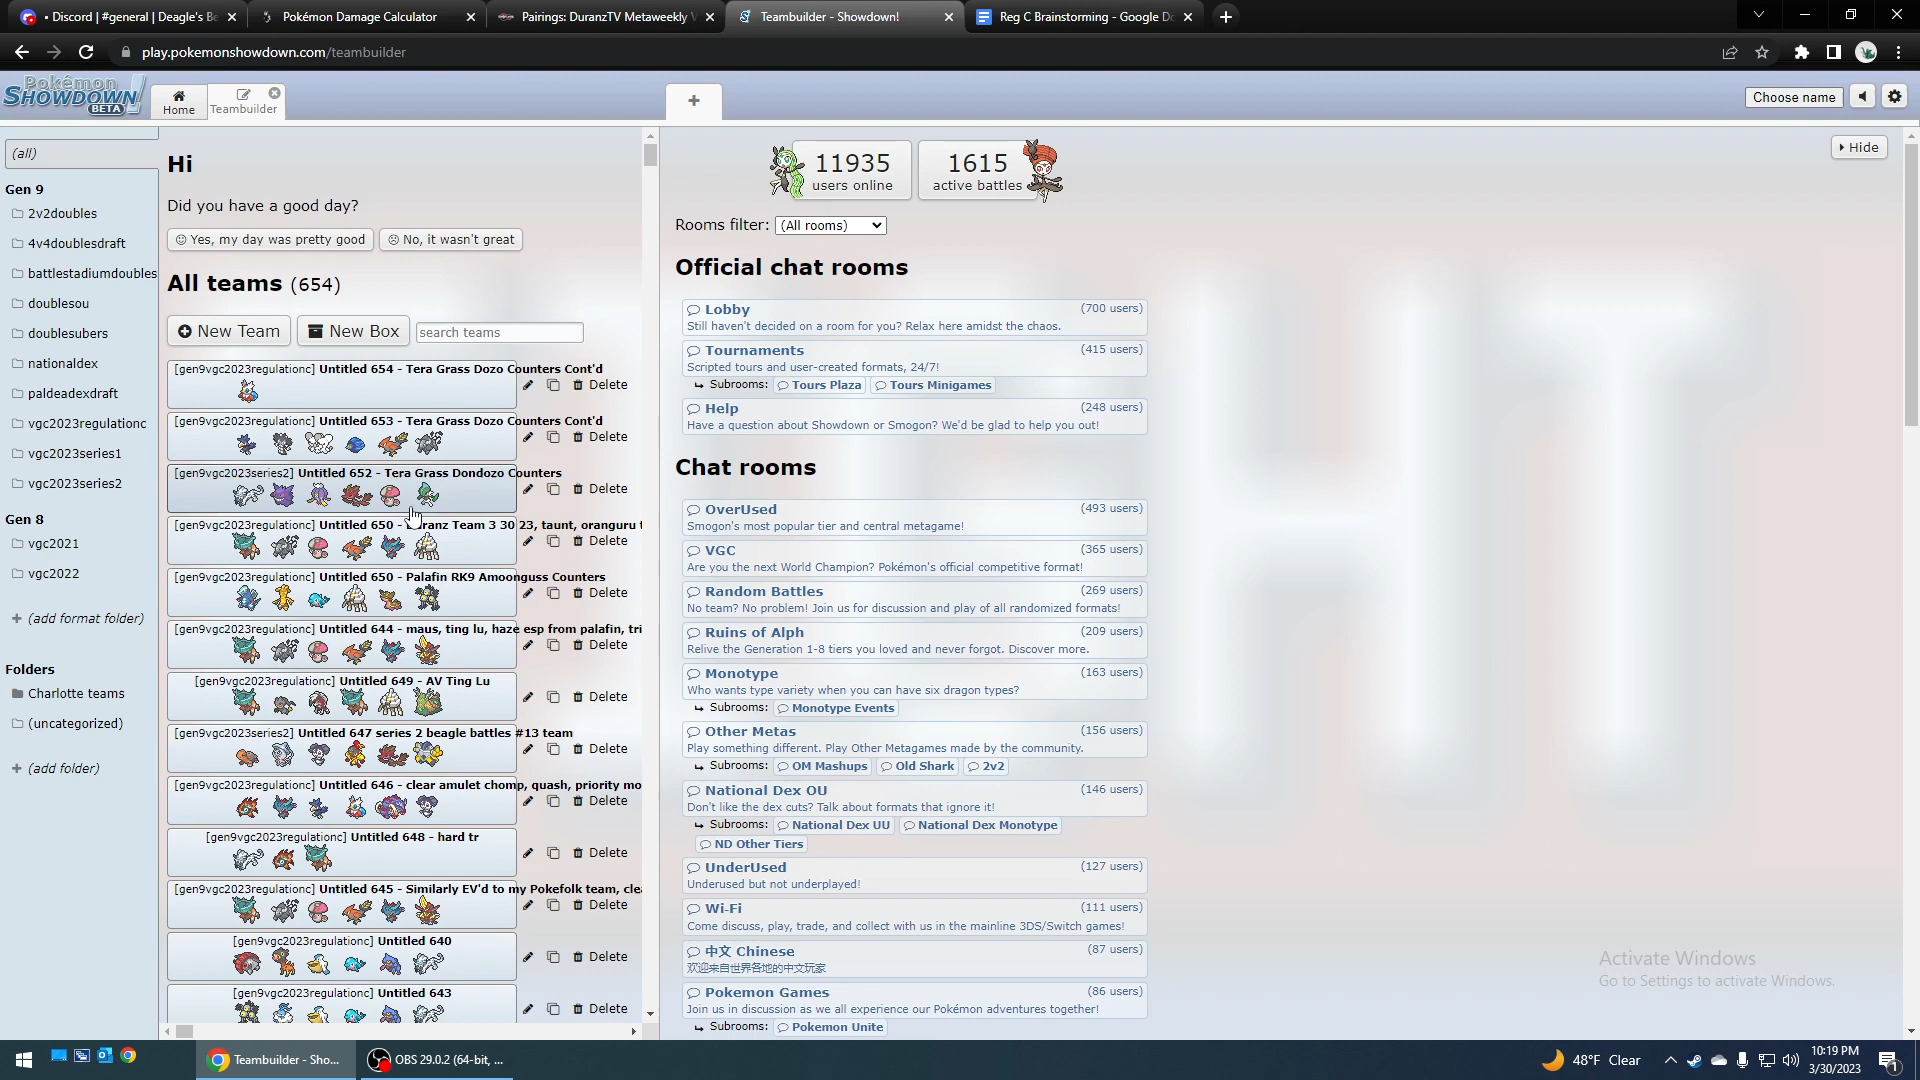 • Discord | #general | Deagle's Be
Pokémon Damage Calculator
Pairings: DuranzTV Metaweekly V
Teambuilder - Showdown!
Reg C Brainstorming - Google Do
play.pokemonshowdown.com/teambuilder
Pokémon
SHOWDOWN!
BETA
Home
Teambuilder
Choose name
(all)
Gen 9
2v2doubles
4v4doublesdraft
battlestadiumdoubles
doublesou
doublesubers
nationaldex
paldeadexdraft
vgc2023regulationc
vgc2023series1
vgc2023series2
Gen 8
vgc2021
vgc2022
(add format folder)
Folders
Charlotte teams
(uncategorized)
(add folder)
Hi
Did you have a good day?
Yes, my day was pretty good
No, it wasn't great
All teams (654)
New Team
New Box
search teams
[gen9vgc2023regulationc] Untitled 654 - Tera Grass Dozo Counters Cont'd
Delete
[gen9vgc2023regulationc] Untitled 653 - Tera Grass Dozo Counters Cont'd
Delete
[gen9vgc2023series2] Untitled 652 - Tera Grass Dondozo Counters
Delete
[gen9vgc2023regulationc] Untitled 650 - Duranz Team 3 30 23, taunt, oranguru t
Delete
[gen9vgc2023regulationc] Untitled 650 - Palafin RK9 Amoonguss Counters
Delete
[gen9vgc2023regulationc] Untitled 644 - maus, ting lu, haze esp from palafin, tri
Delete
[gen9vgc2023regulationc] Untitled 649 - AV Ting Lu
Delete
[gen9vgc2023series2] Untitled 647 series 2 beagle battles #13 team
Delete
[gen9vgc2023regulationc] Untitled 646 - clear amulet chomp, quash, priority mo
Delete
[gen9vgc2023regulationc] Untitled 648 - hard tr
Delete
[gen9vgc2023regulationc] Untitled 645 - Similarly EV'd to my Pokefolk team, clea
Delete
[gen9vgc2023regulationc] Untitled 640
Delete
[gen9vgc2023regulationc] Untitled 643
Delete
11935
users online
1615
active battles
Hide
Rooms filter: (All rooms)
Official chat rooms
Lobby (700 users)
Still haven't decided on a room for you? Relax here amidst the chaos.
Tournaments (415 users)
Scripted tours and user-created formats, 24/7!
Subrooms: Tours Plaza Tours Minigames
Help (248 users)
Have a question about Showdown or Smogon? We'd be glad to help you out!
Chat rooms
OverUsed (493 users)
Smogon's most popular tier and central metagame!
VGC (365 users)
Are you the next World Champion? Pokémon's official competitive format!
Random Battles (269 users)
No team? No problem! Join us for discussion and play of all randomized formats!
Ruins of Alph (209 users)
Relive the Generation 1-8 tiers you loved and never forgot. Discover more.
Monotype (163 users)
Who wants type variety when you can have six dragon types?
Subrooms: Monotype Events
Other Metas (156 users)
Play something different. Play Other Metagames made by the community.
Subrooms: OM Mashups Old Shark 2v2
National Dex OU (146 users)
Don't like the dex cuts? Talk about formats that ignore it!
Subrooms: National Dex UU National Dex Monotype
ND Other Tiers
UnderUsed (127 users)
Underused but not underplayed!
Wi-Fi (111 users)
Come discuss, play, trade, and collect with us in the mainline 3DS/Switch games!
中文 Chinese (87 users)
欢迎来自世界各地的中文玩家
Pokemon Games (86 users)
Join us in discussion as we all experience our Pokémon adventures together!
Subrooms: Pokemon Unite
HT
Activate Windows
Go to Settings to activate Windows.
Teambuilder - Sho...
OBS 29.0.2 (64-bit, ...
48°F Clear
10:19 PM
3/30/2023
1